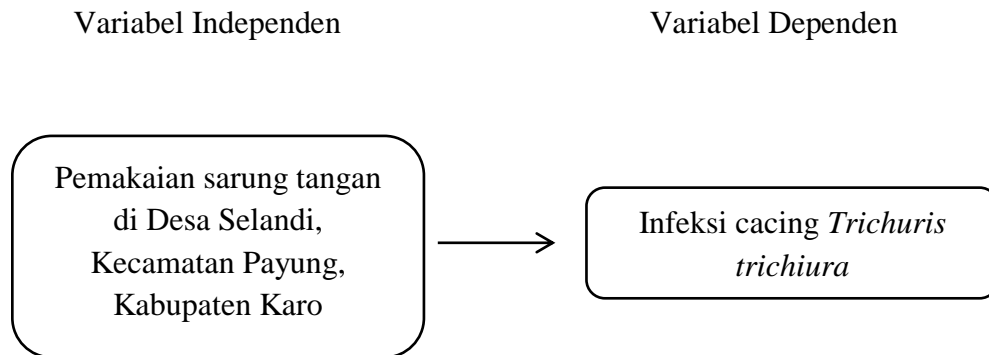 Variabel Independen
Variabel Dependen
Pemakaian sarung tangan
di Desa Selandi,
Kecamatan Payung,
Kabupaten Karo
Infeksi cacing Trichuris
trichiura